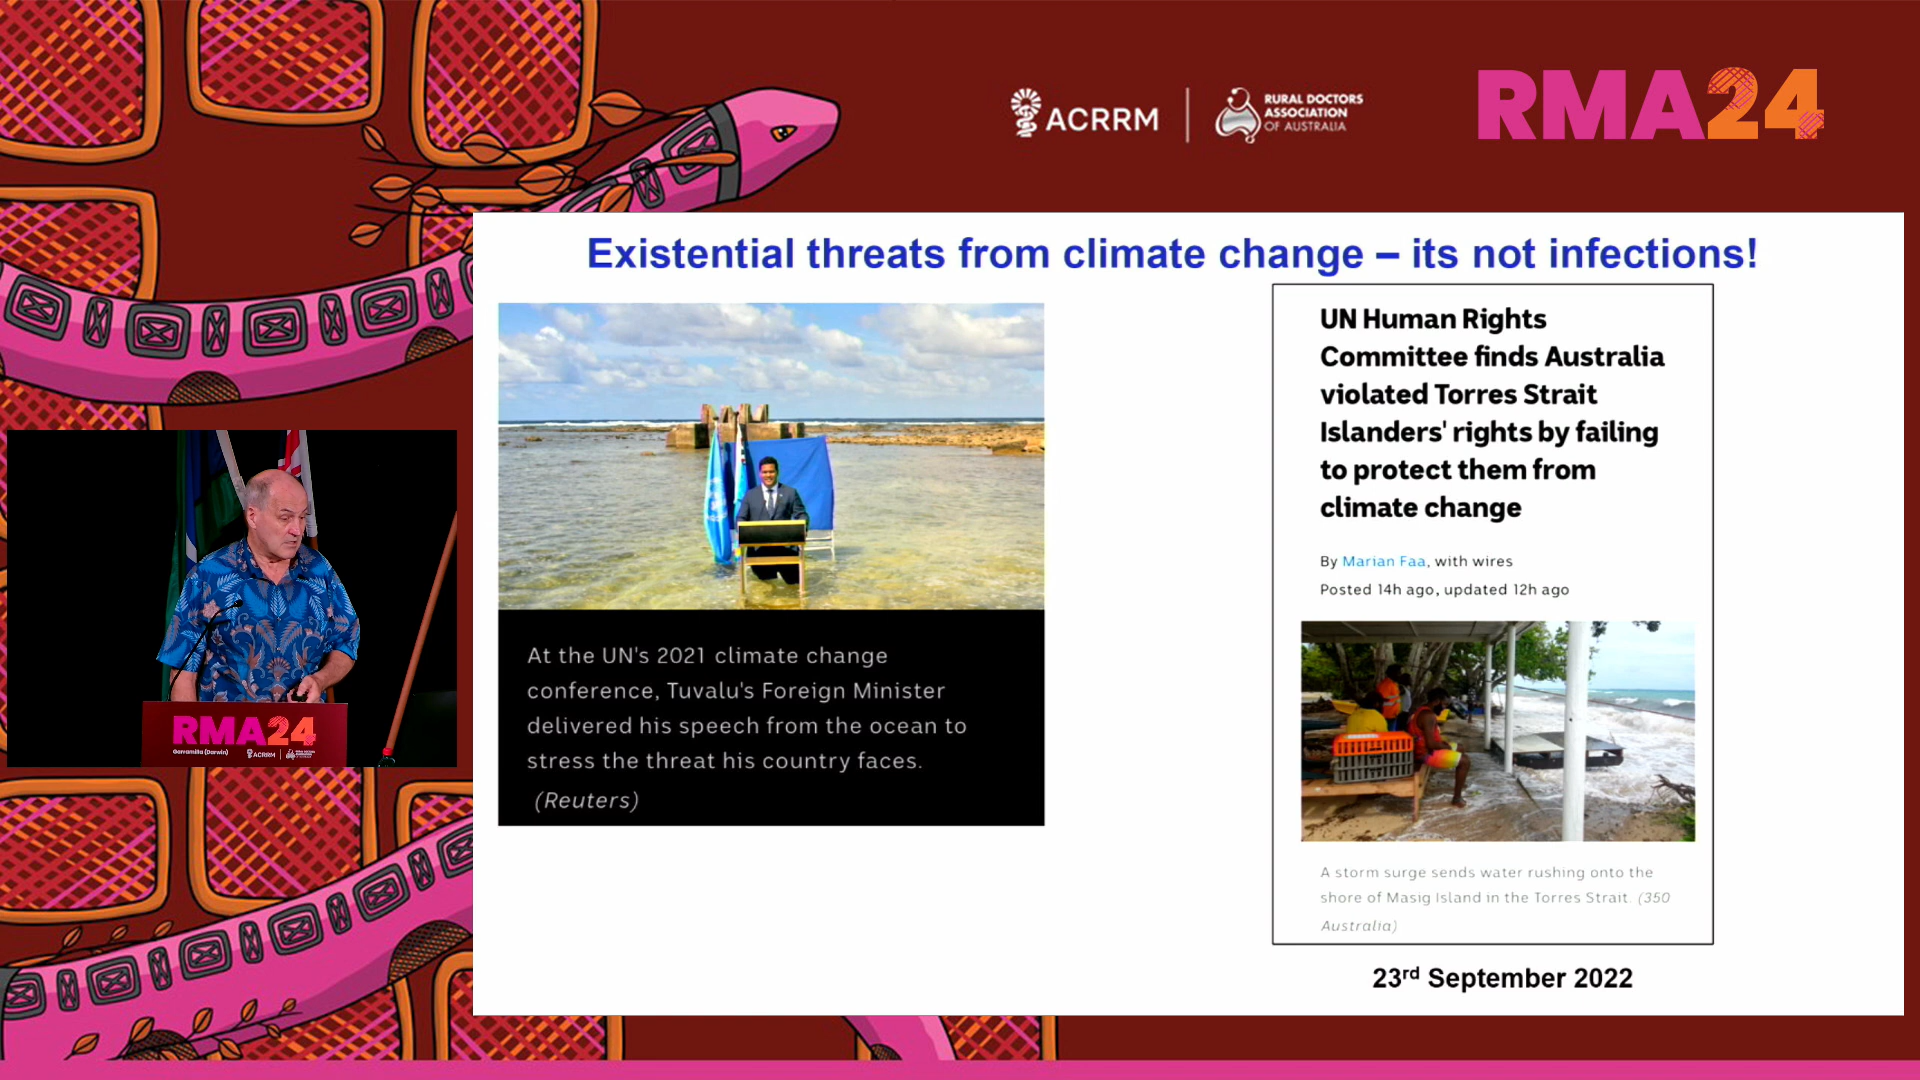 ACRRM
RURAL DOCTORS
ASSOCIATION
OF AUSTRALIA
RMA24
Existential threats from climate change – its not infections!
At the UN's 2021 climate change
conference, Tuvalu's Foreign Minister
delivered his speech from the ocean to
stress the threat his country faces.
(Reuters)
UN Human Rights
Committee finds Australia
violated Torres Strait
Islanders' rights by failing
to protect them from
climate change
By Marian Faa, with wires
Posted 14h ago, updated 12h ago
A storm surge sends water rushing onto the
shore of Masig Island in the Torres Strait. (350
Australia)
23rd September 2022
RMA24
Garramilla (Darwin)
ACRRM